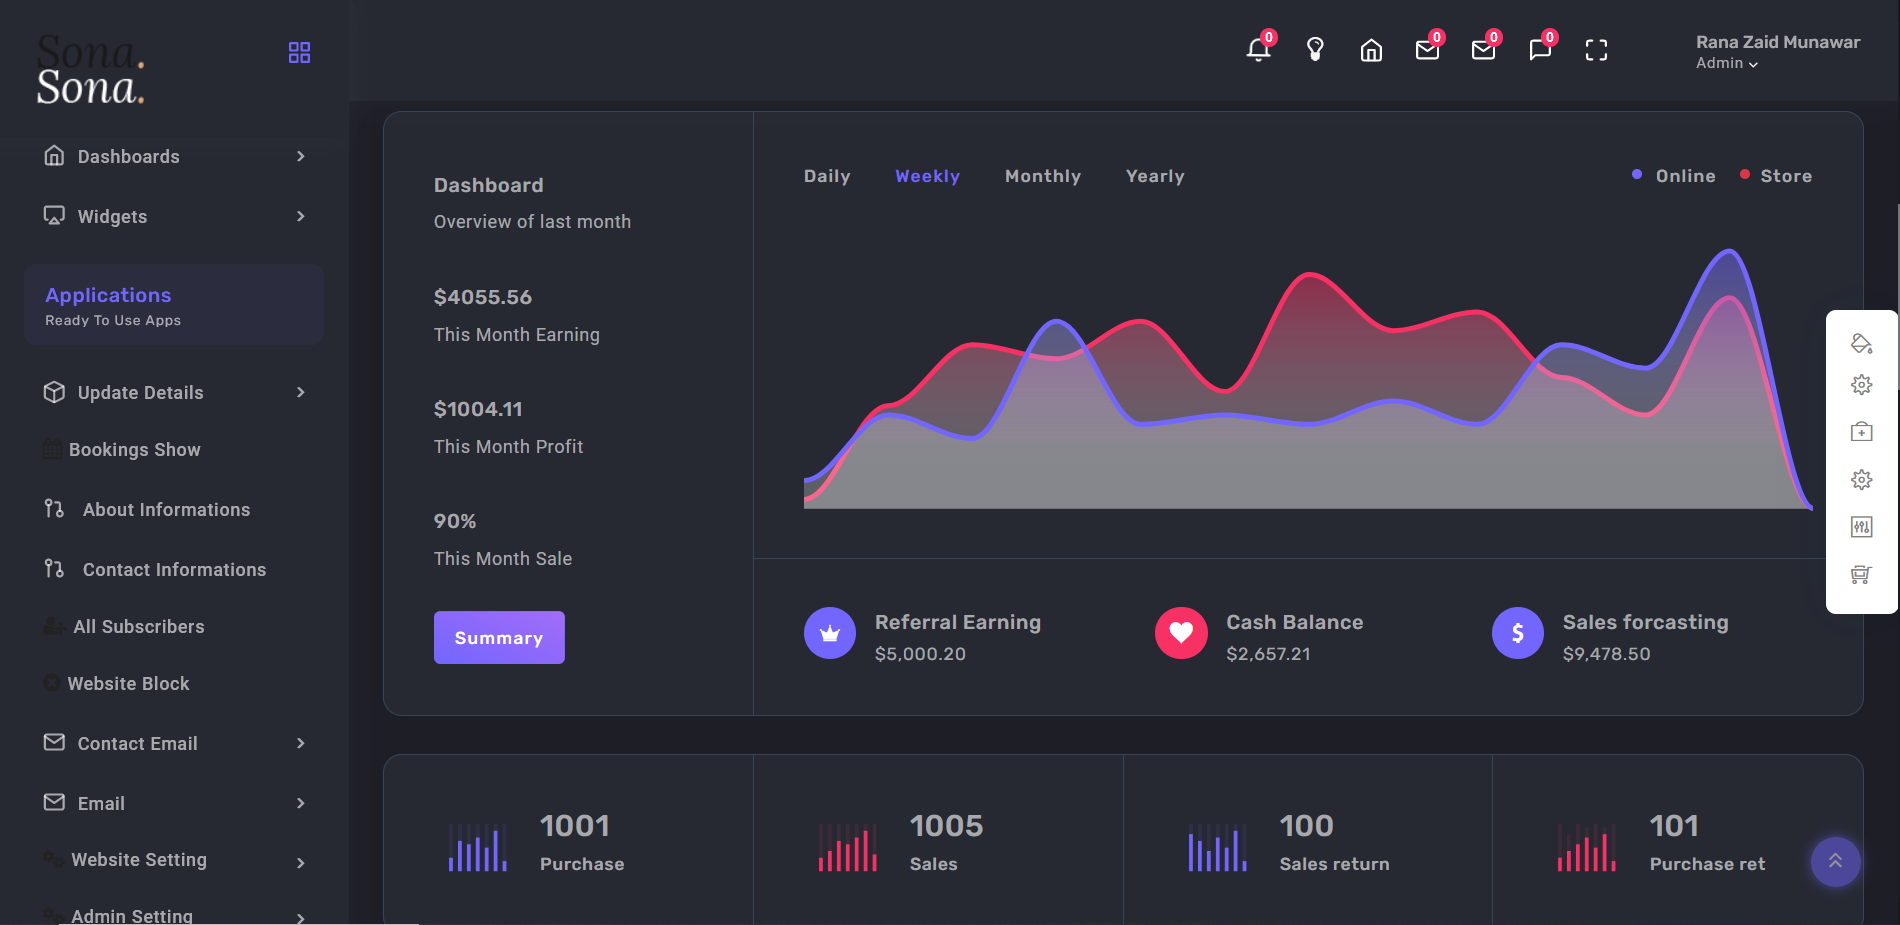 Sona.
Sona.
Dashboards
Widgets
Applications
Ready To Use Apps
Update Details
Bookings Show
About Informations
Contact Informations
All Subscribers
Website Block
Contact Email
Email
Website Setting
Admin Setting
0
0
0
0
Rana Zaid Munawar
Admin
Dashboard
Overview of last month
$4055.56
This Month Earning
$1004.11
This Month Profit
90%
This Month Sale
Summary
Daily Weekly Monthly Yearly
Online Store
Referral Earning
$5,000.20
Cash Balance
$2,657.21
Sales forcasting
$9,478.50
1001
Purchase
1005
Sales
100
Sales return
101
Purchase ret